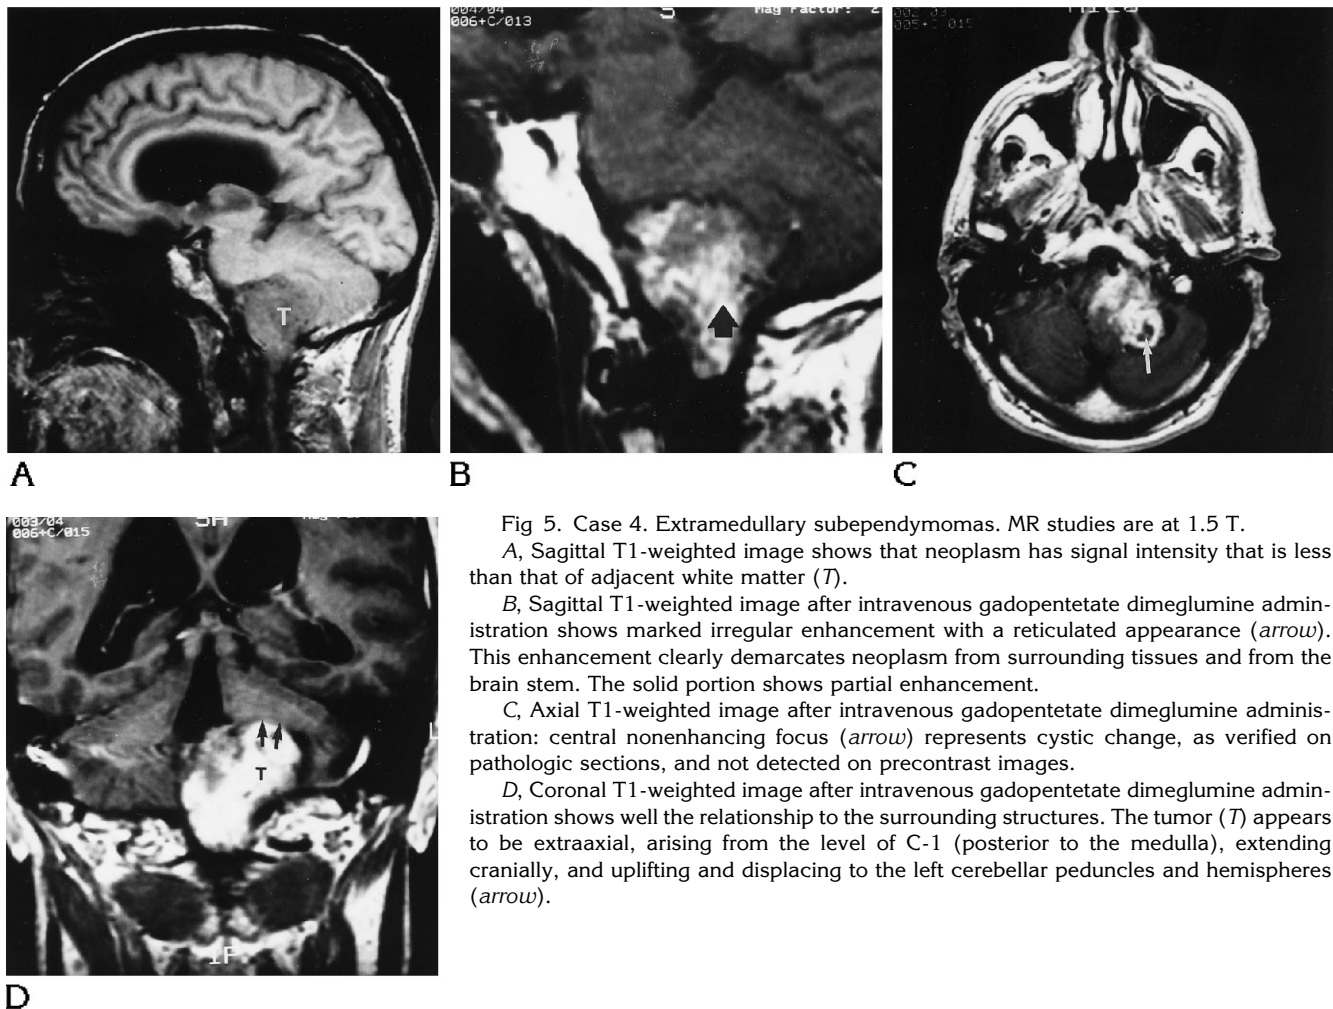 004/04
006+C/013
S
Mag Factor: 2
005+C/015
T
A
B
C
003/04
006+C/015
T
L
D
Fig 5. Case 4. Extramedullary subependymomas. MR studies are at 1.5 T.
A, Sagittal T1-weighted image shows that neoplasm has signal intensity that is less
than that of adjacent white matter (T).
B, Sagittal T1-weighted image after intravenous gadopentetate dimeglumine admin-
istration shows marked irregular enhancement with a reticulated appearance (arrow).
This enhancement clearly demarcates neoplasm from surrounding tissues and from the
brain stem. The solid portion shows partial enhancement.
C, Axial T1-weighted image after intravenous gadopentetate dimeglumine adminis-
tration: central nonenhancing focus (arrow) represents cystic change, as verified on
pathologic sections, and not detected on precontrast images.
D, Coronal T1-weighted image after intravenous gadopentetate dimeglumine admin-
istration shows well the relationship to the surrounding structures. The tumor (T) appears
to be extraaxial, arising from the level of C-1 (posterior to the medulla), extending
cranially, and uplifting and displacing to the left cerebellar peduncles and hemispheres
(arrow).